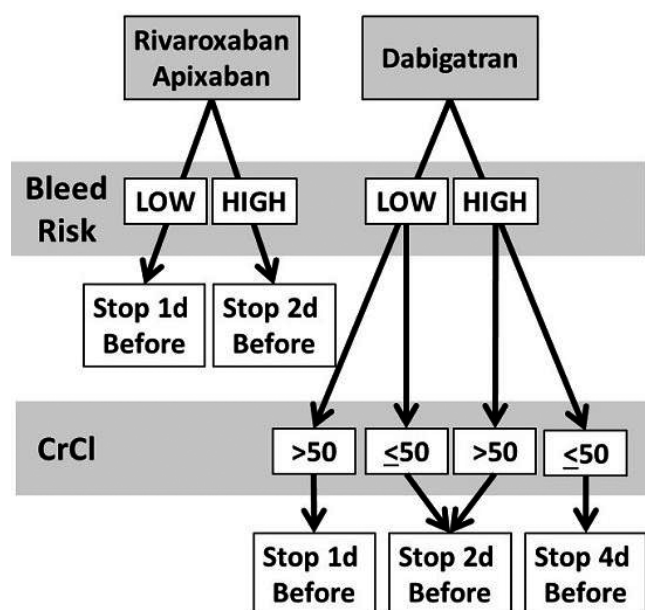 Rivaroxaban
Apixaban
Dabigatran
Bleed
Risk
LOW
HIGH
LOW
HIGH
Stop 1d
Before
Stop 2d
Before
CrCl
>50
≤50
>50
≤50
Stop 1d
Before
Stop 2d
Before
Stop 4d
Before